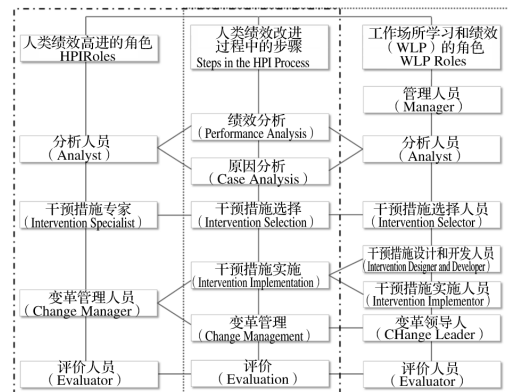 人类绩效高进的角色
HPIRoles
分析人员
（Analyst）
干预措施专家
（Intervention Specialist）
变革管理人员
（Change Manager）
评价人员
（Evaluator）
人类绩效改进
过程中的步骤
Steps in the HPI Process
绩效分析
（Performance Analysis）
原因分析
（Case Analysis）
干预措施选择
（Intervention Selection）
干预措施实施
（Intervention Implementation）
变革管理
（Change Management）
评价
（Evaluation）
工作场所学习和绩效
（WLP）的角色
WLP Roles
管理人员
（Manager）
分析人员
（Analyst）
干预措施选择人员
（Intervention Selector）
干预措施设计和开发人员
（Intervention Designer and Developer）
干预措施实施人员
（Intervention Implementor）
变革领导人
（CHange Leader）
评价人员
（Evaluator）